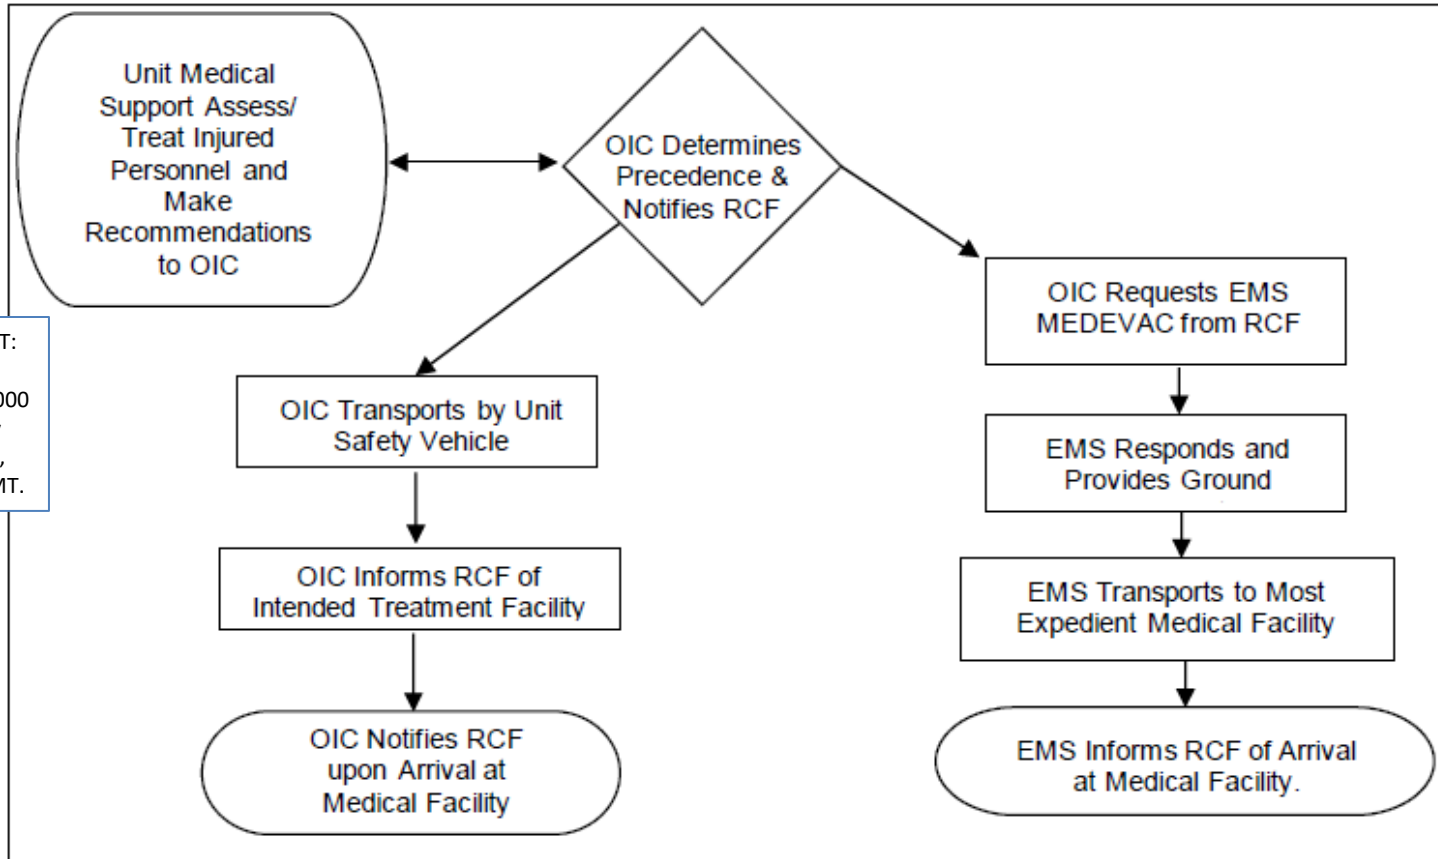 Unit Medical
Support Assess/
Treat Injured
Personnel and
Make
Recommendations
to OIC
OIC Determines
Precedence &
Notifies RCF
OIC Requests EMS
MEDEVAC from RCF
T:
000
,
MT.
OIC Transports by Unit
Safety Vehicle
EMS Responds and
Provides Ground
OIC Informs RCF of
Intended Treatment Facility
EMS Transports to Most
Expedient Medical Facility
OIC Notifies RCF
upon Arrival at
Medical Facility
EMS Informs RCF of Arrival
at Medical Facility.